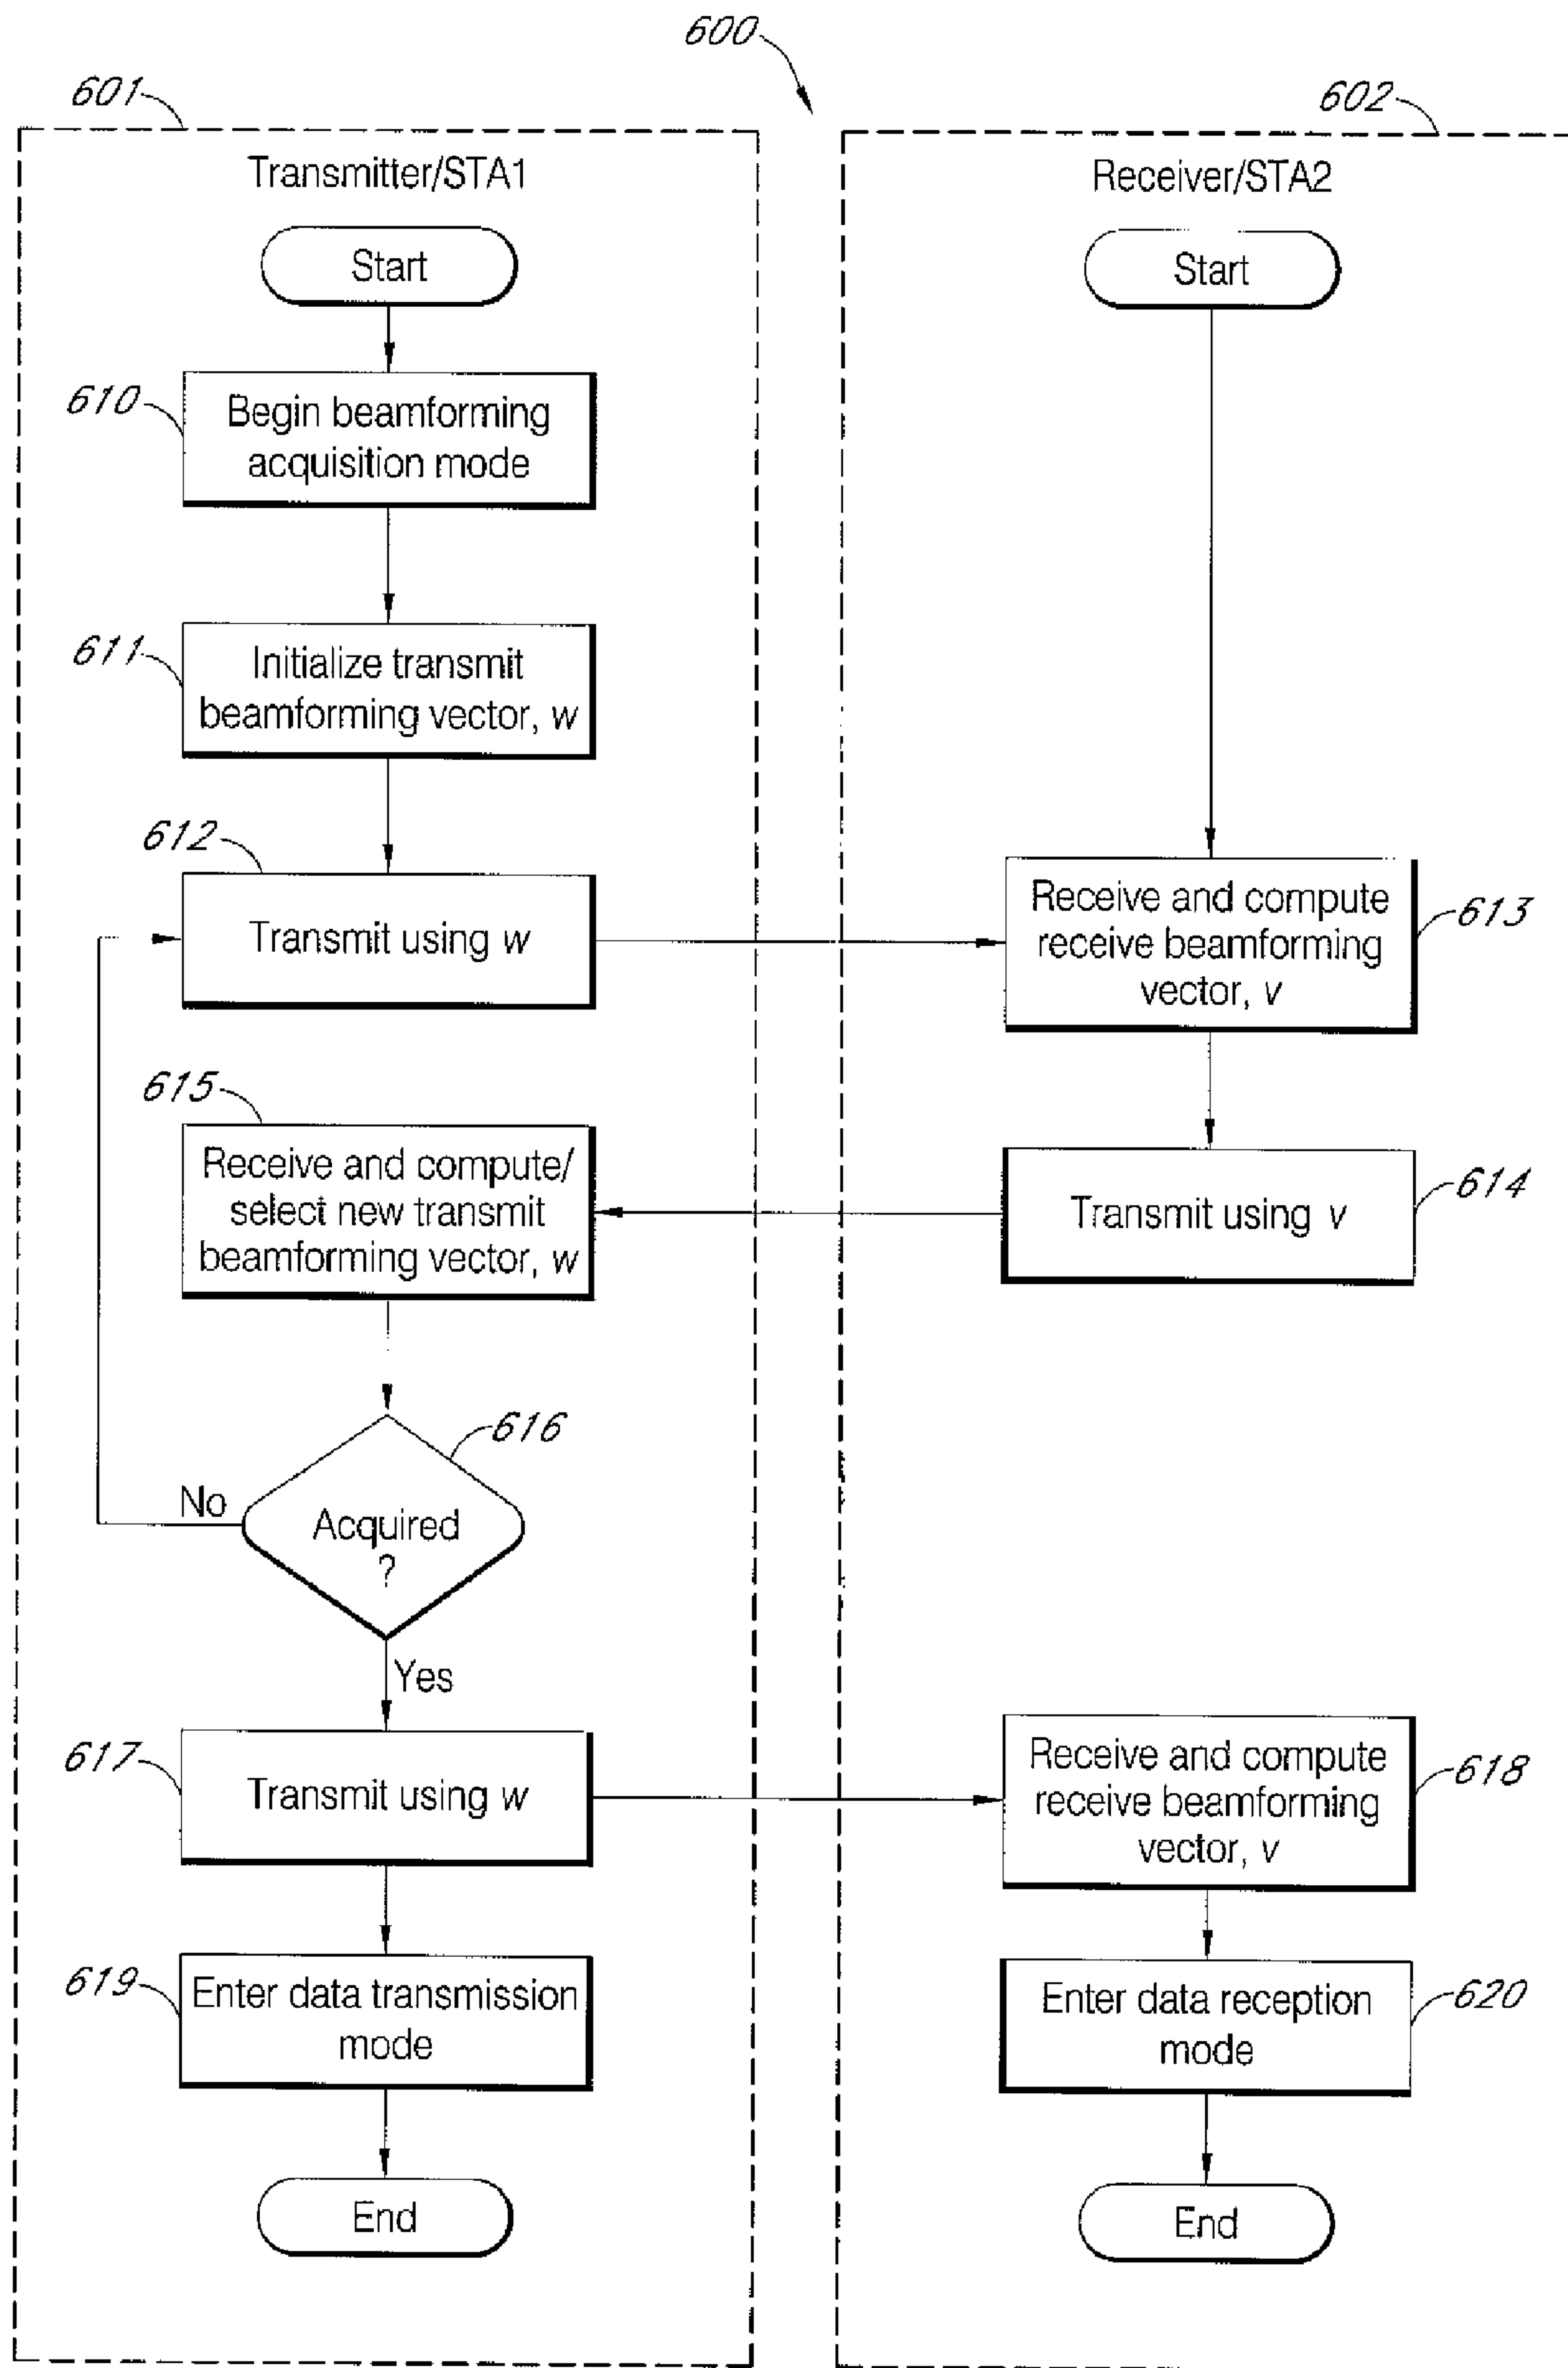 600
601
602
Transmitter/STA1
Receiver/STA2
Start
Start
610
Begin beamforming
acquisition mode
611
Initialize transmit
beamforming vector, w
612
Transmit using w
Receive and compute
receive beamforming
vector, v
613
615
Receive and compute/
select new transmit
beamforming vector, w
Transmit using v
614
616
Acquired
?
No
Yes
617
Transmit using w
Receive and compute
receive beamforming
vector, v
618
619
Enter data transmission
mode
Enter data reception
mode
620
End
End